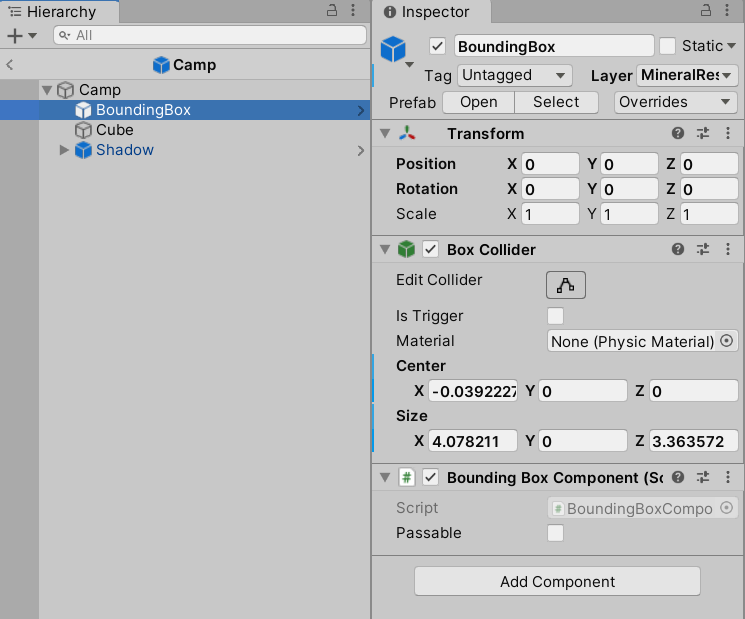 Hierarchy
All
Camp
Camp
BoundingBox
Cube
Shadow
Inspector
BoundingBox
Static
Tag Untagged Layer MineralRes
Prefab Open Select Overrides
Transform
Position X 0 Y 0 Z 0
Rotation X 0 Y 0 Z 0
Scale X 1 Y 1 Z 1
Box Collider
Edit Collider
Is Trigger
Material None (Physic Material)
Center
X -0.0392227 Y 0 Z 0
Size
X 4.078211 Y 0 Z 3.363572
Bounding Box Component (Sc
Script # BoundingBoxCompo
Passable
Add Component